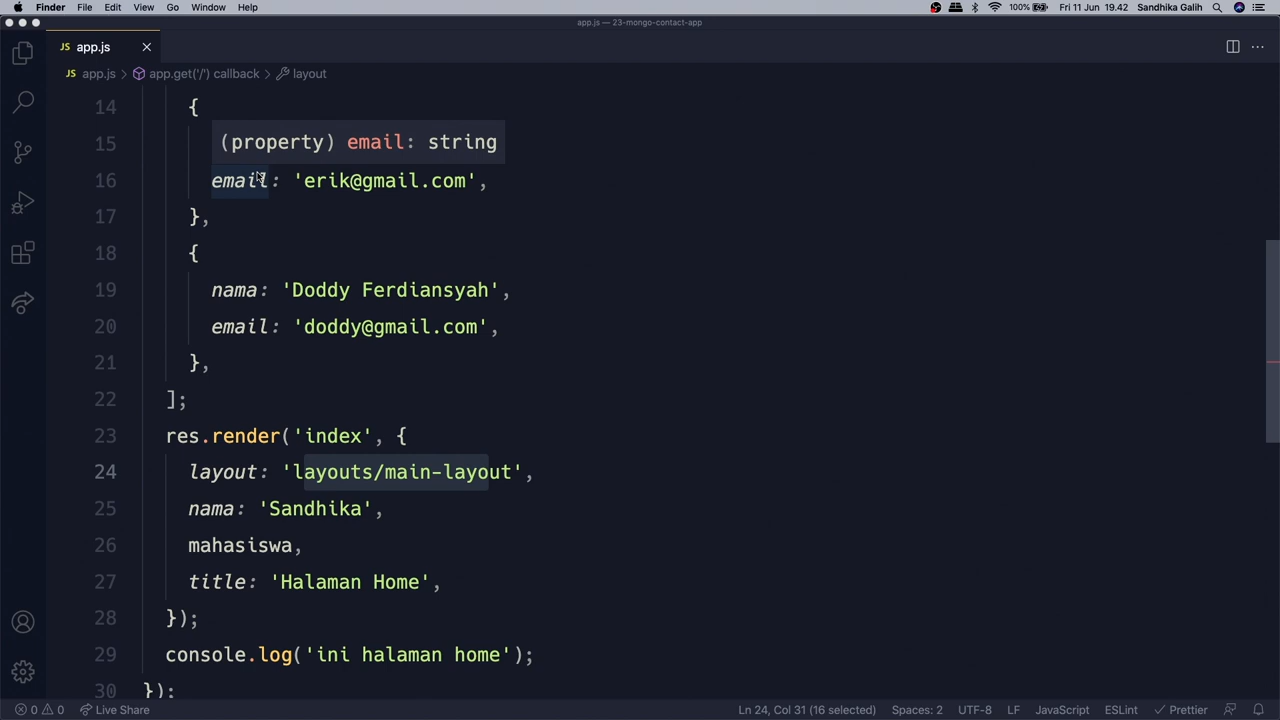 Finder File Edit View Go Window Help 100% Fri 11 Jun 19.42 Sandhika Galih
app.js — 23-mongo-contact-app
JS app.js
JS app.js > app.get('/') callback > layout
14 {
15 (property) email: string
16 email: 'erik@gmail.com',
17 },
18 {
19 nama: 'Doddy Ferdiansyah',
20 email: 'doddy@gmail.com',
21 },
22 ];
23 res.render('index', {
24 layout: 'layouts/main-layout',
25 nama: 'Sandhika',
26 mahasiswa,
27 title: 'Halaman Home',
28 });
29 console.log('ini halaman home');
30 });
0 0 Live Share Ln 24, Col 31 (16 selected) Spaces: 2 UTF-8 LF JavaScript ESLint Prettier